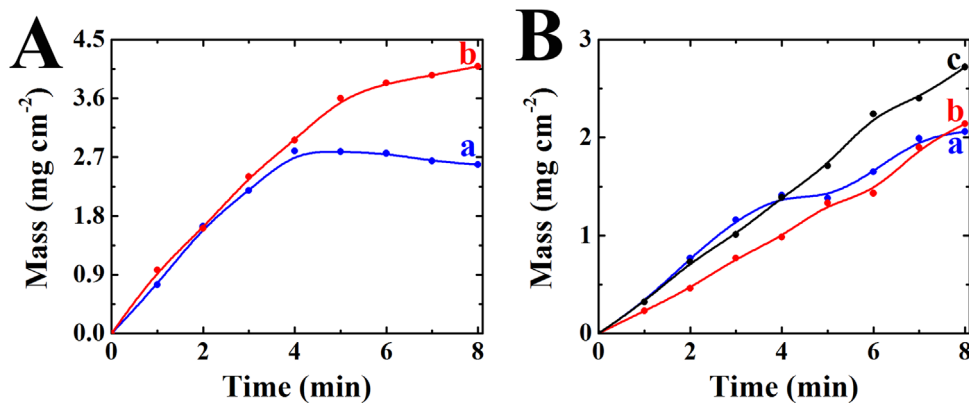 A
4.5
3.6
2.7
1.8
0.9
0.0
Mass (mg cm-2)
b
a
0 2 4 6 8
Time (min)
B
3
2
1
0
Mass (mg cm-2)
c
b
a
0 2 4 6 8
Time (min)